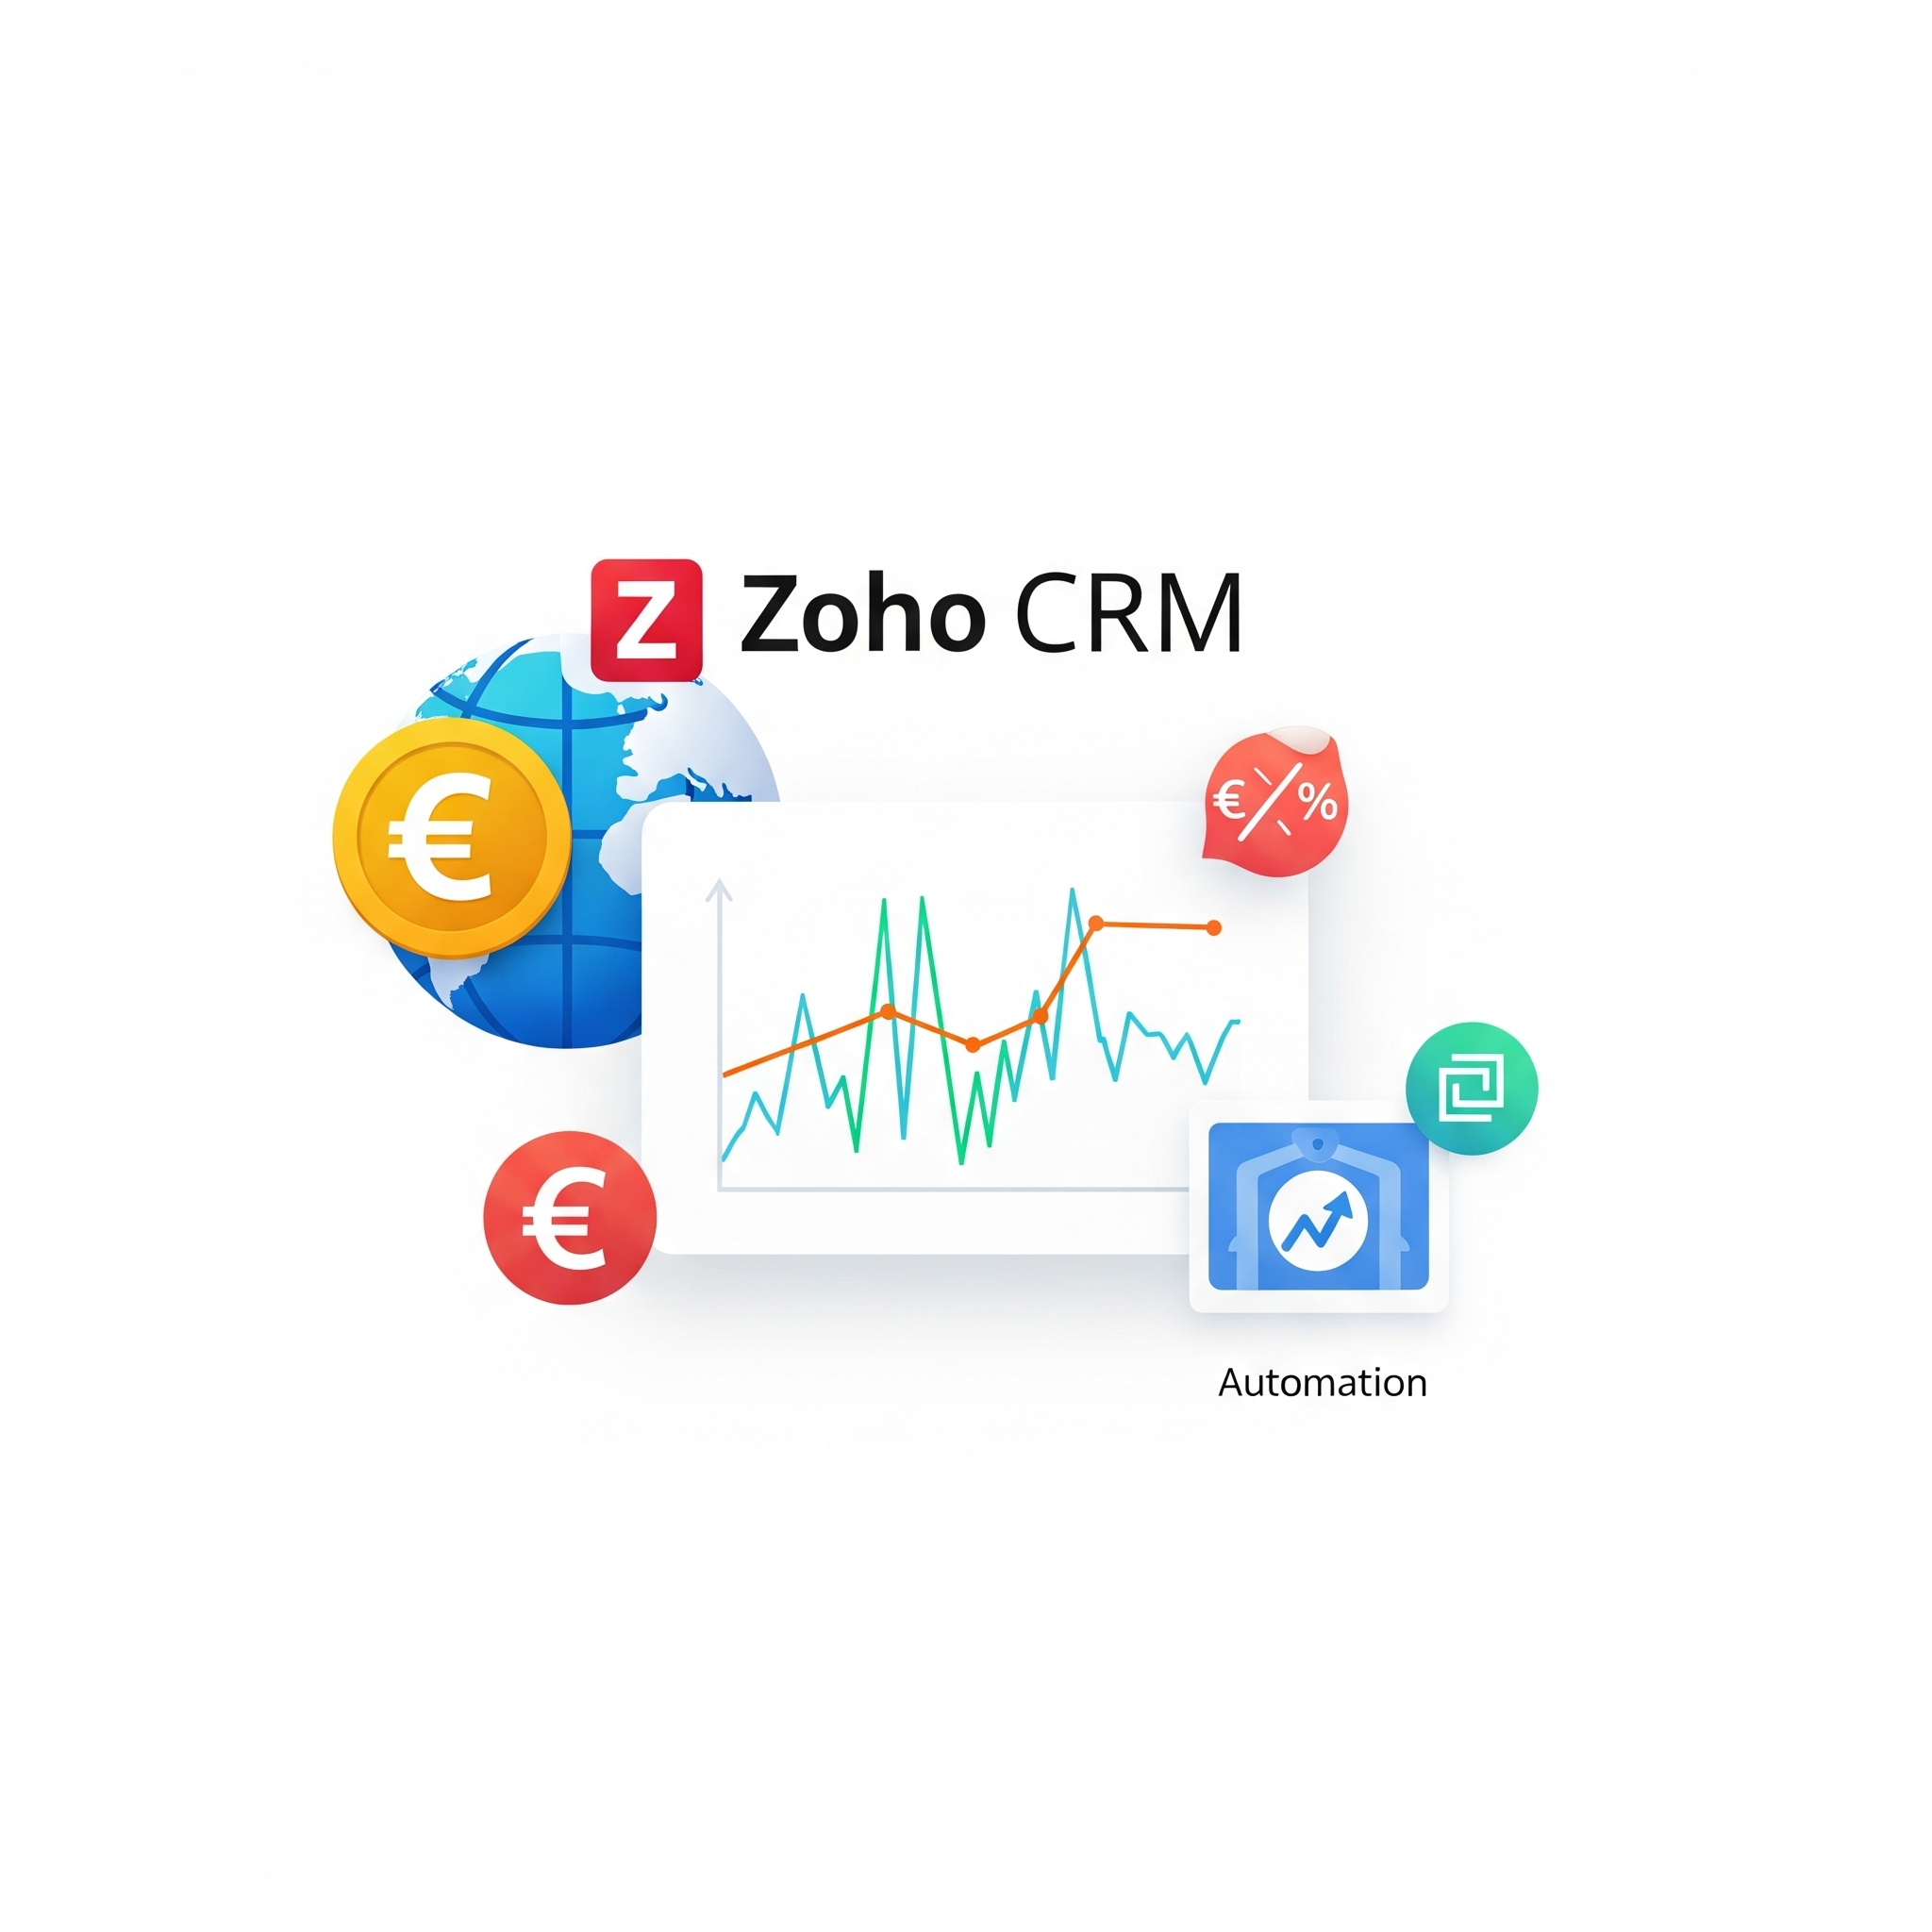 Z Zoho CRM
€
€ / %
€
Automation